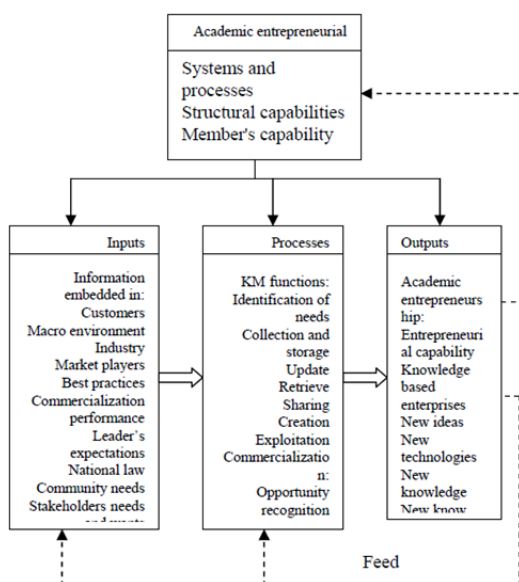 Academic entrepreneurial
Systems and
processes
Structural capabilities
Member's capability
Inputs
Information
embedded in:
Customers
Macro environment
Industry
Market players
Best practices
Commercialization
performance
Leader's
expectations
National law
Community needs
Stakeholders needs
Processes
KM functions:
Identification of
needs
Collection and
storage
Update
Retrieve
Sharing
Creation
Exploitation
Commercializatio
n:
Opportunity
recognition
Outputs
Academic
entrepreneurs
hip:
Entrepreneuri
al capability
Knowledge
based
enterprises
New ideas
New
technologies
New
knowledge
New know
Feed